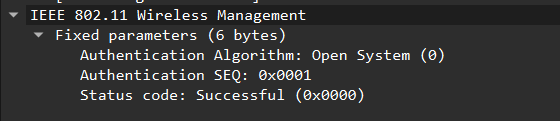 IEEE 802.11 Wireless Management
Fixed parameters (6 bytes)
Authentication Algorithm: Open System (0)
Authentication SEQ: 0x0001
Status code: Successful (0x0000)